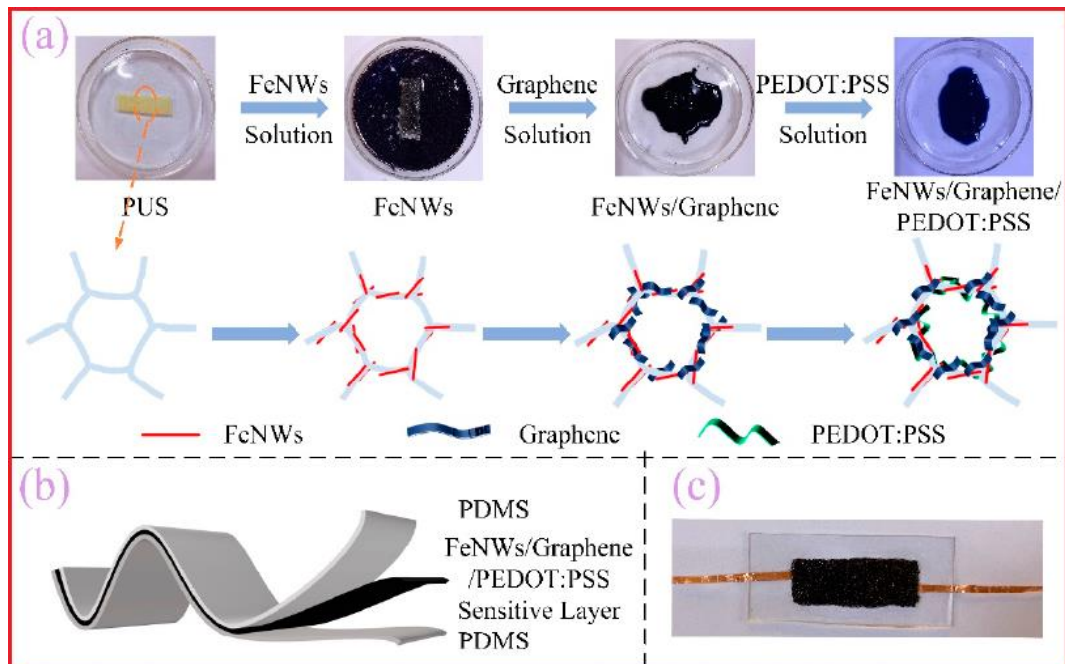 (a)
FeNWs
Solution
Graphene
Solution
PEDOT:PSS
Solution
PUS
FeNWs
FeNWs/Graphene
FeNWs/Graphene/
PEDOT:PSS
FeNWs
Graphene
PEDOT:PSS
(b)
PDMS
FeNWs/Graphene
/PEDOT:PSS
Sensitive Layer
PDMS
(c)